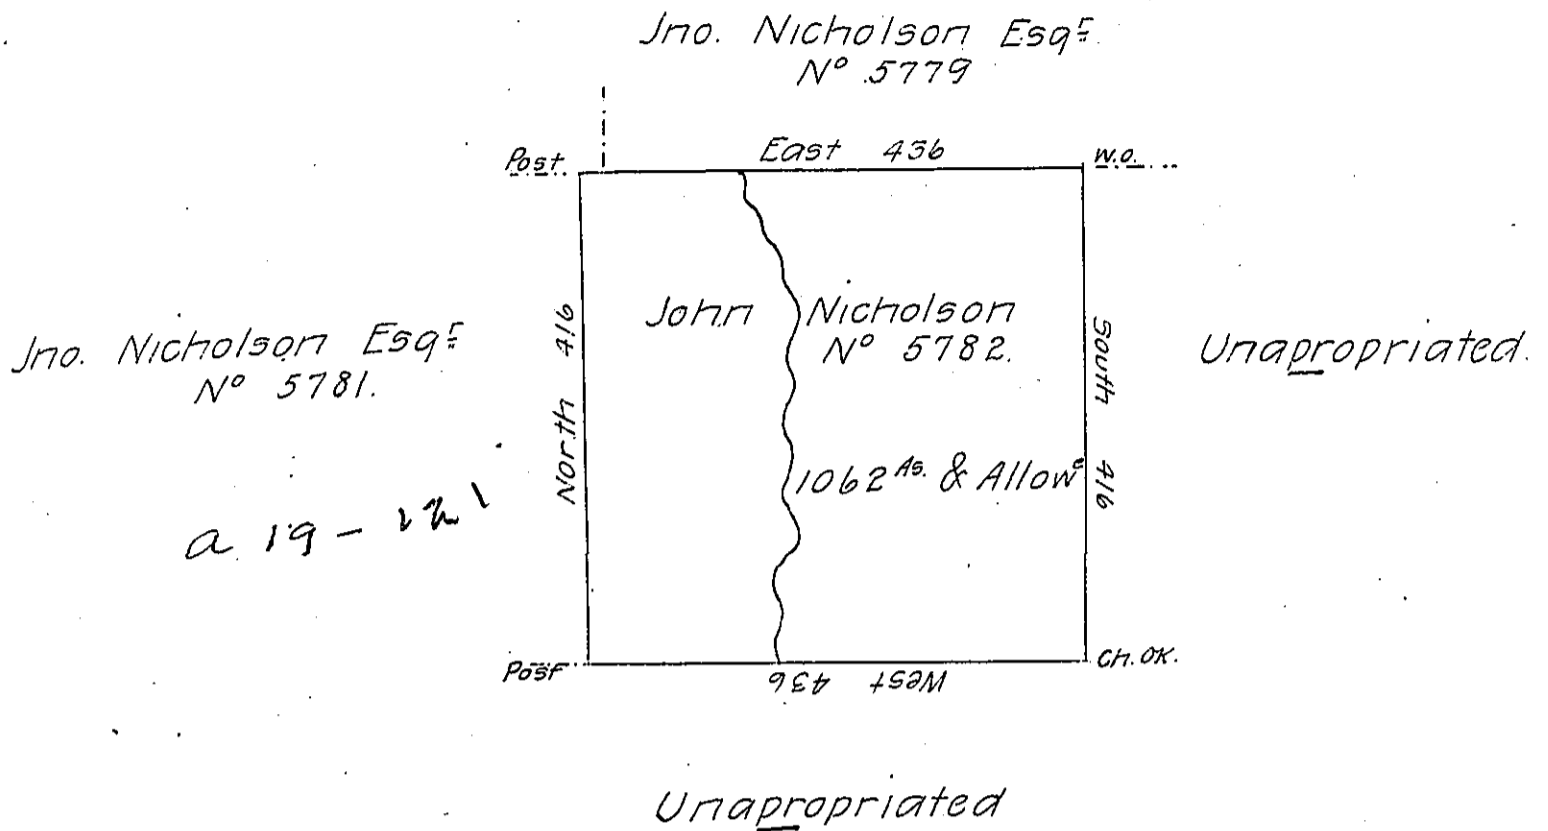 Jno. Nicholson Esqr.
No 5779
Post.
East 436
W.O.
North 416
John Nicholson
No 5782.
South 416
Jno. Nicholson Esqr
No 5781.
Unapropriated.
1062 As. & Allowe
a 19 -
Post
West 436
Ch. OK.
Unapropriated